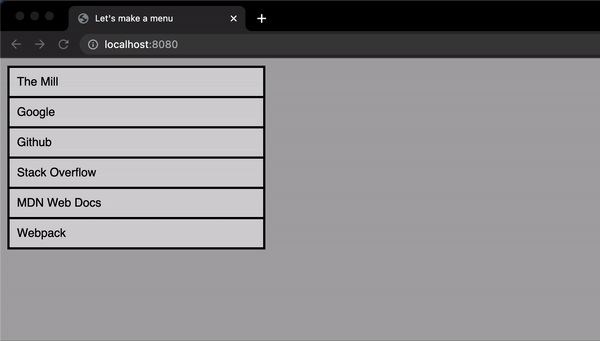 Let's make a menu
localhost:8080
The Mill
Google
Github
Stack Overflow
MDN Web Docs
Webpack